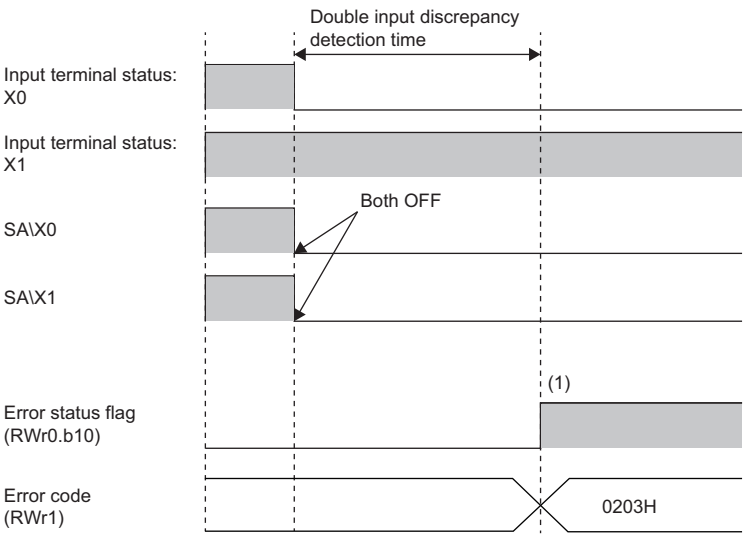 Double input discrepancy
detection time
Input terminal status:
X0
Input terminal status:
X1
Both OFF
SA\X0
SA\X1
(1)
Error status flag
(RWr0.b10)
Error code
(RWr1)
0203H